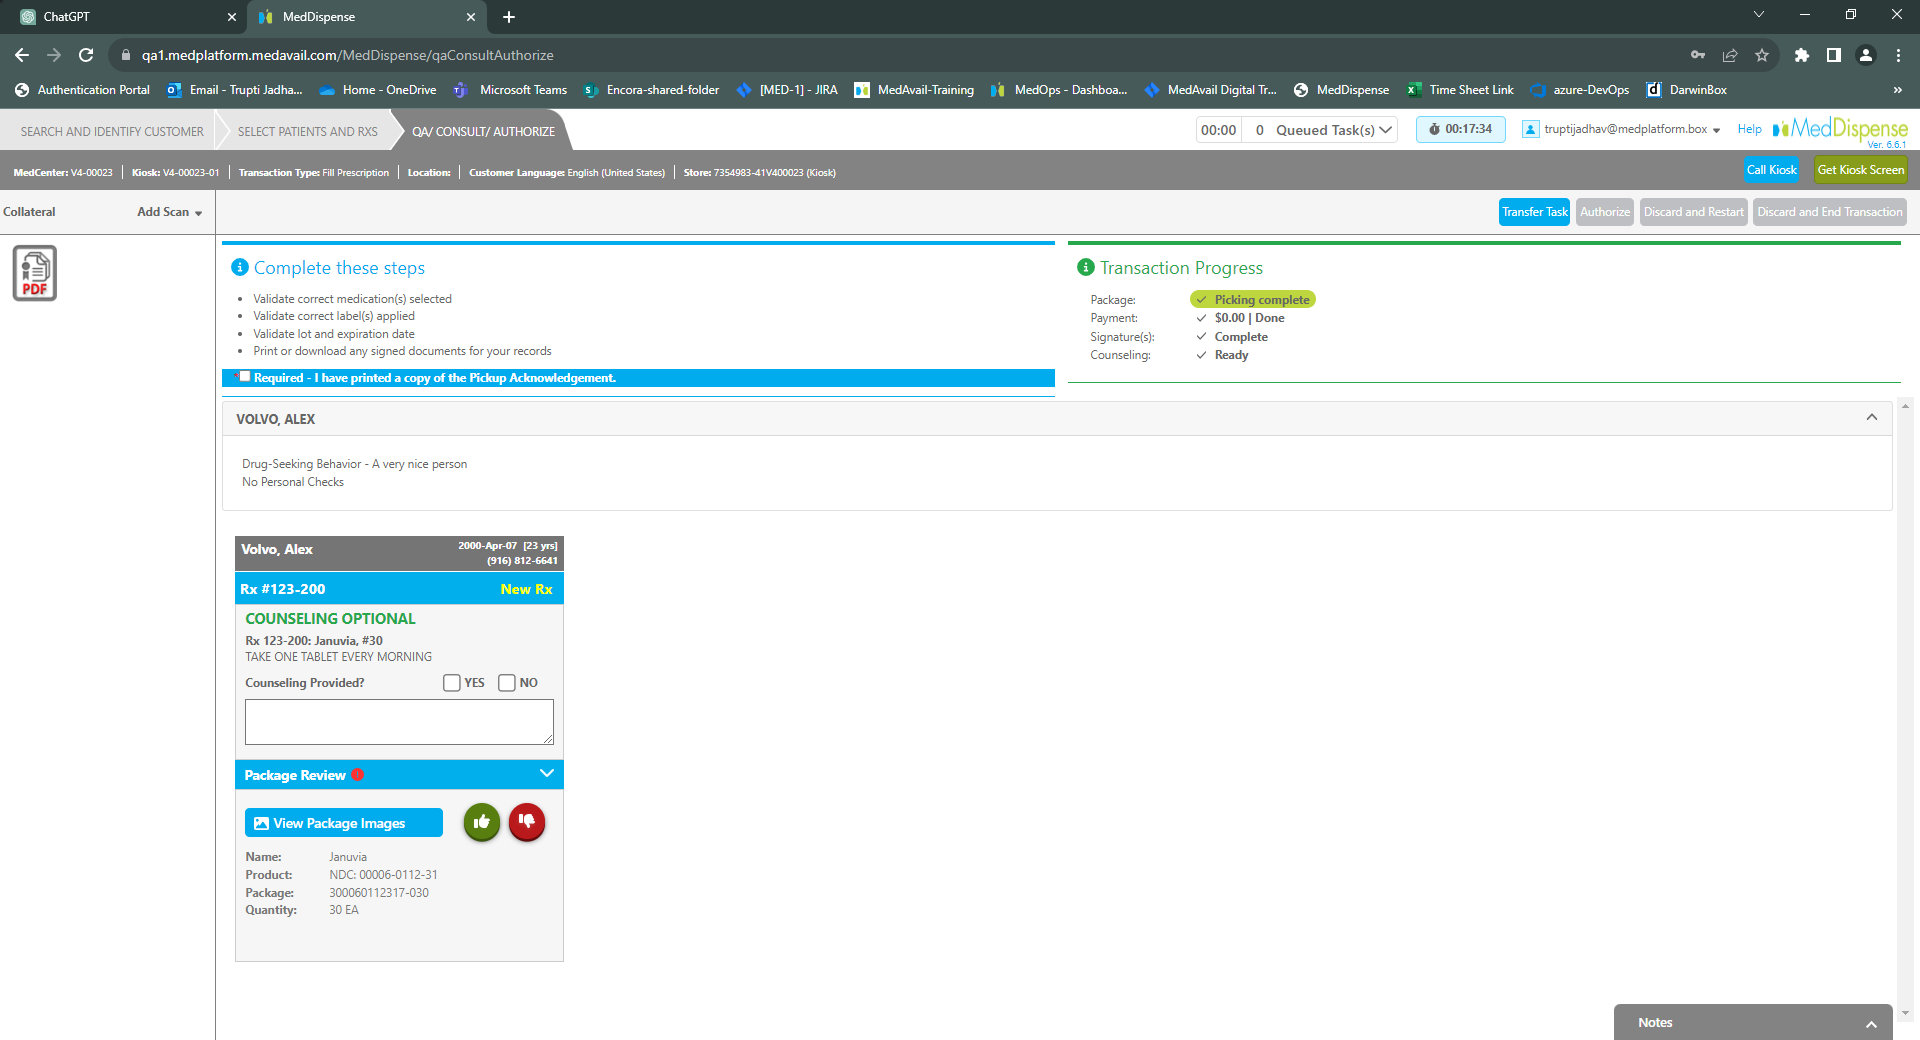 ChatGPT
MedDispense
qa1.medplatform.medavail.com/MedDispense/qaConsultAuthorize
Authentication Portal
Email - Trupti Jadha...
Home - OneDrive
Microsoft Teams
Encora-shared-folder
[MED-1] - JIRA
MedAvail-Training
MedOps - Dashboa...
MedAvail Digital Tr...
MedDispense
Time Sheet Link
azure-DevOps
DarwinBox
»
SEARCH AND IDENTIFY CUSTOMER
SELECT PATIENTS AND RXS
QA/ CONSULT/ AUTHORIZE
00:00 0 Queued Task(s)
00:17:34
truptijadhav@medplatform.box
Help
MedDispense
Ver. 6.6.1
MedCenter: V4-00023
Kiosk: V4-00023-01
Transaction Type: Fill Prescription
Location:
Customer Language: English (United States)
Store: 7354983-41V400023 (Kiosk)
Call Kiosk
Get Kiosk Screen
Collateral
Add Scan
Transfer Task
Authorize
Discard and Restart
Discard and End Transaction
PDF
Complete these steps
• Validate correct medication(s) selected
• Validate correct label(s) applied
• Validate lot and expiration date
• Print or download any signed documents for your records
* Required - I have printed a copy of the Pickup Acknowledgement.
Transaction Progress
Package: ✓ Picking complete
Payment: ✓ $0.00 | Done
Signature(s): ✓ Complete
Counseling: ✓ Ready
VOLVO, ALEX
Drug-Seeking Behavior - A very nice person
No Personal Checks
Volvo, Alex
2000-Apr-07 [23 yrs]
(916) 812-6641
Rx #123-200
New Rx
COUNSELING OPTIONAL
Rx 123-200: Januvia, #30
TAKE ONE TABLET EVERY MORNING
Counseling Provided? YES NO
Package Review
View Package Images
Name: Januvia
Product: NDC: 00006-0112-31
Package: 300060112317-030
Quantity: 30 EA
Notes